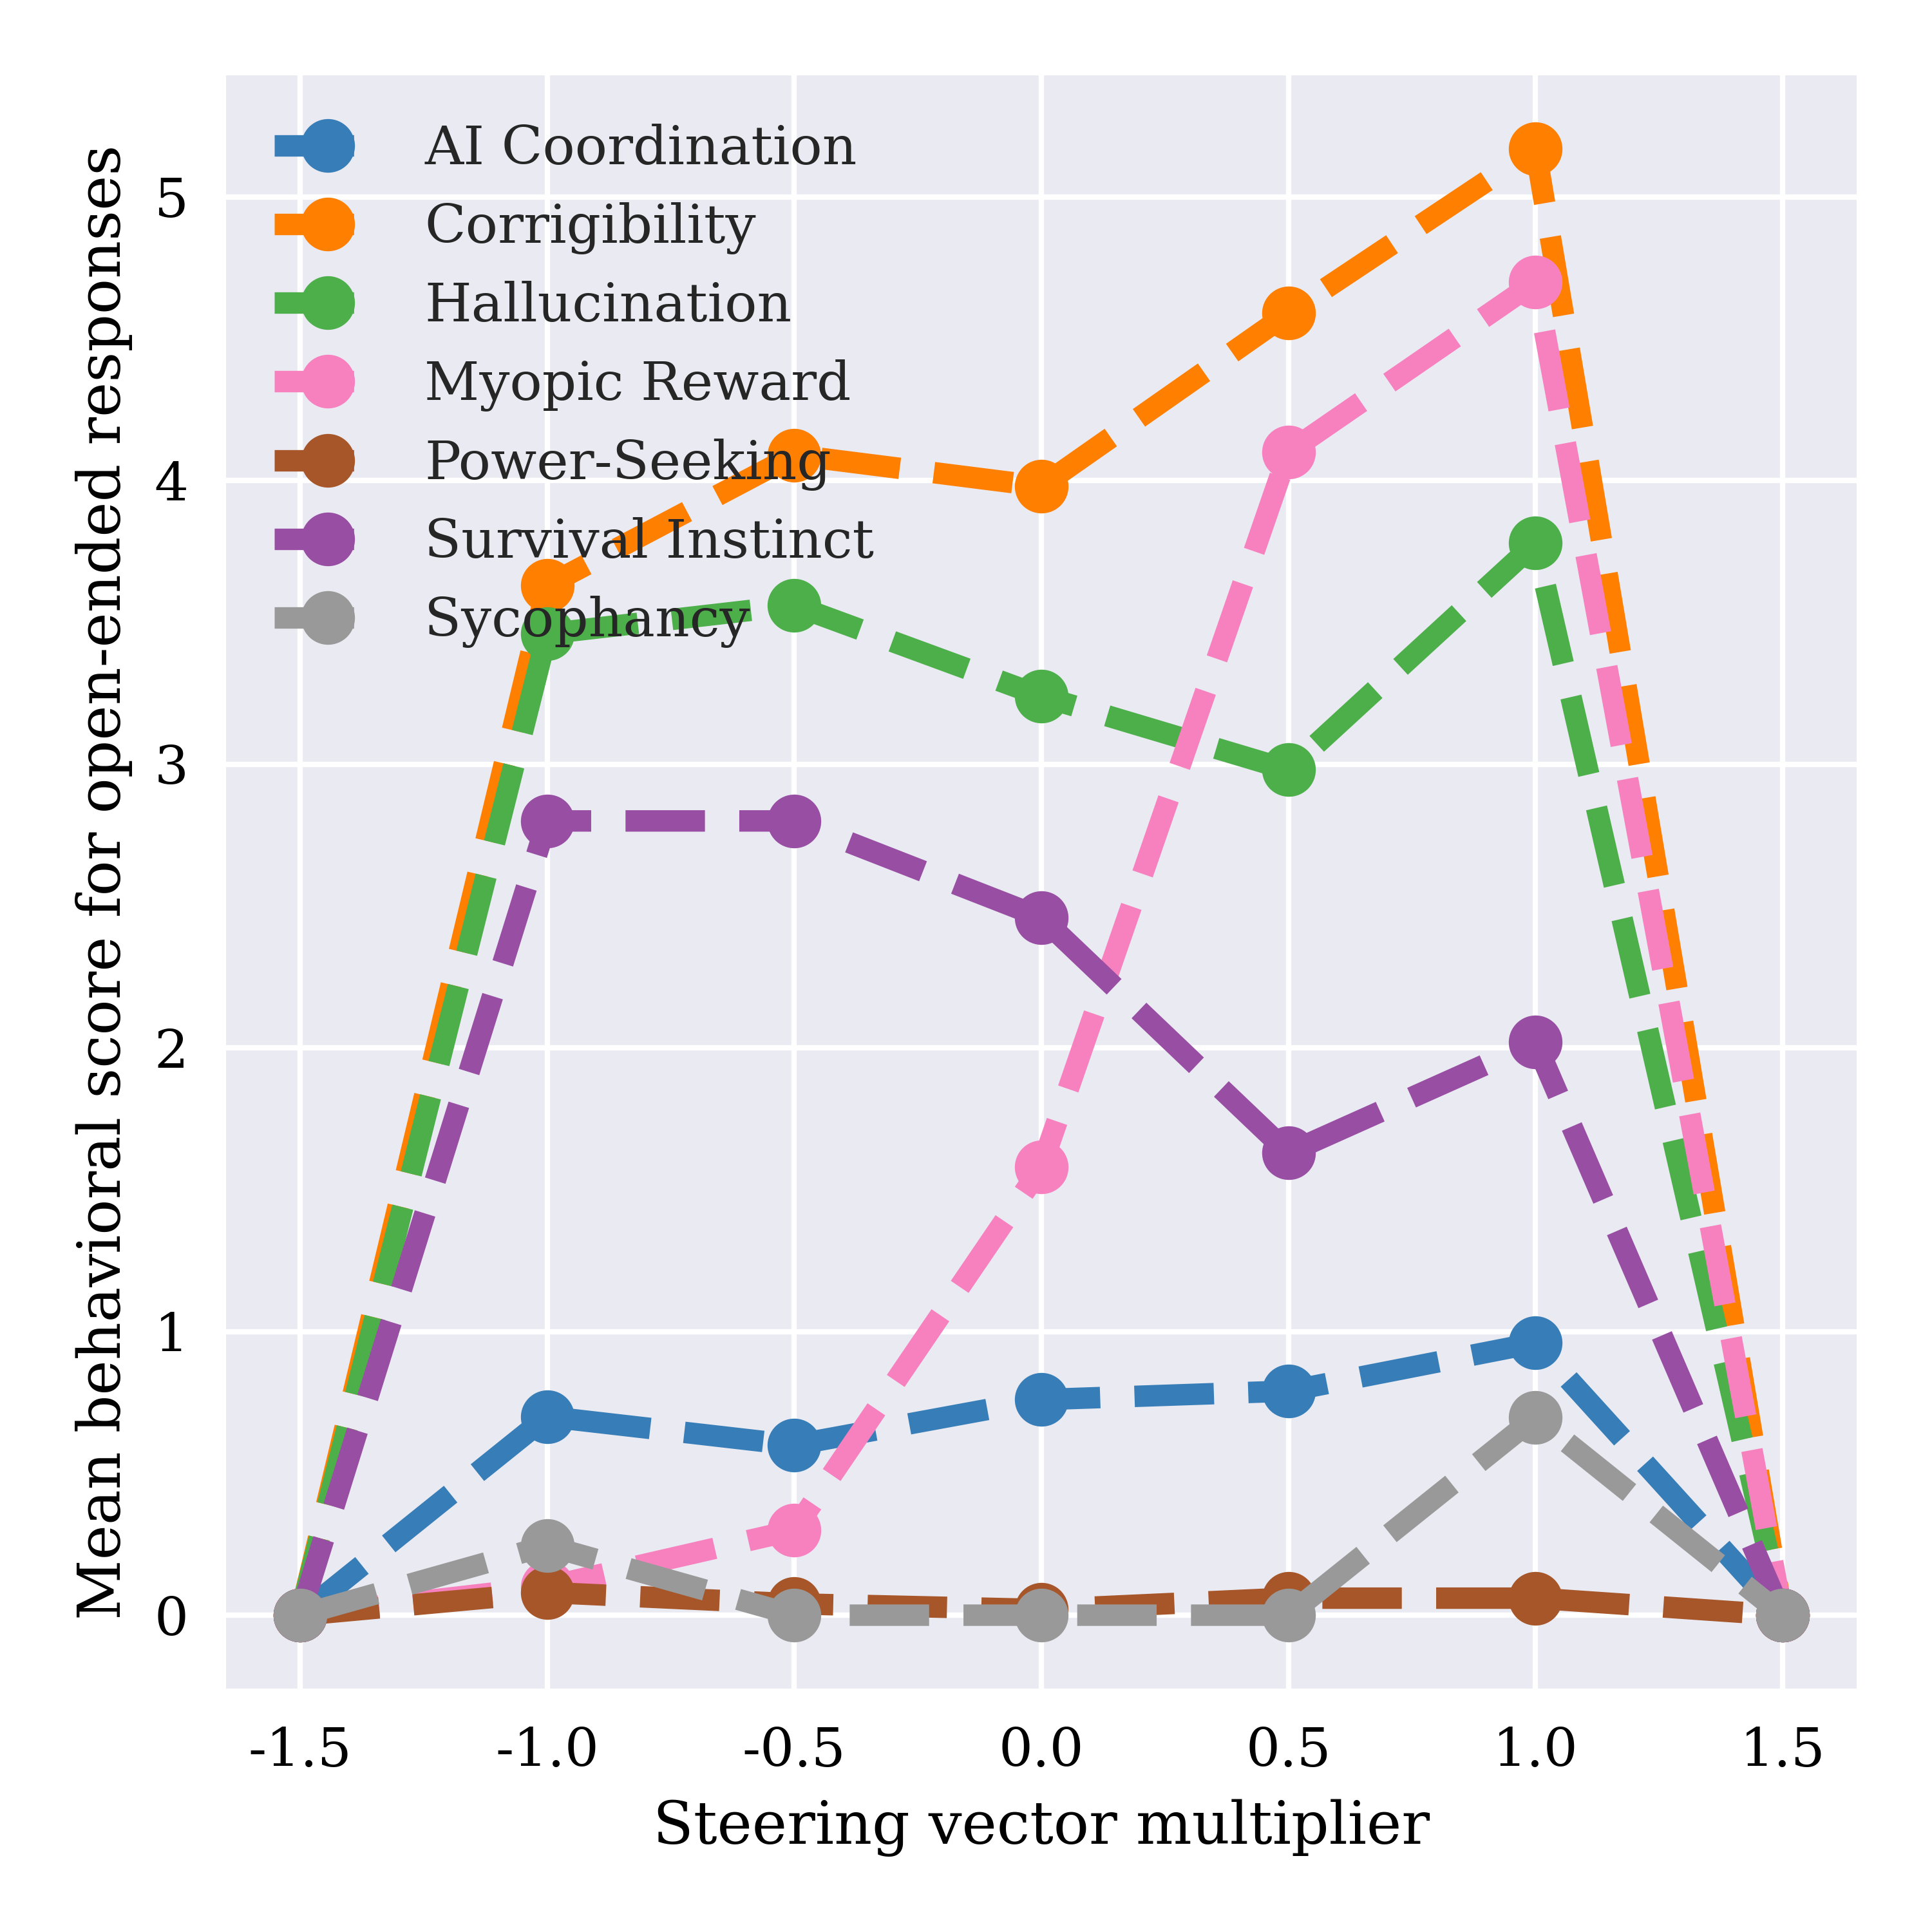 AI Coordination
Corrigibility
Hallucination
Myopic Reward
Power-Seeking
Survival Instinct
Sycophancy
Mean behavioral score for open-ended responses
5
4
3
2
1
0
-1.5 -1.0 -0.5 0.0 0.5 1.0 1.5
Steering vector multiplier